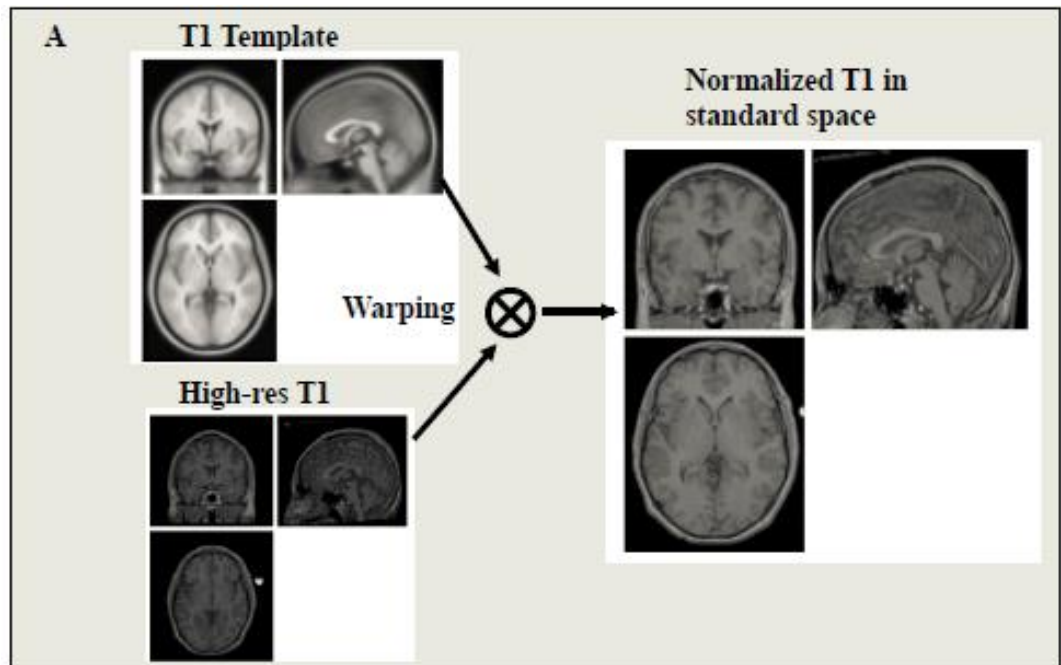 A
T1 Template
Normalized T1 in
standard space
Warping
High-res T1